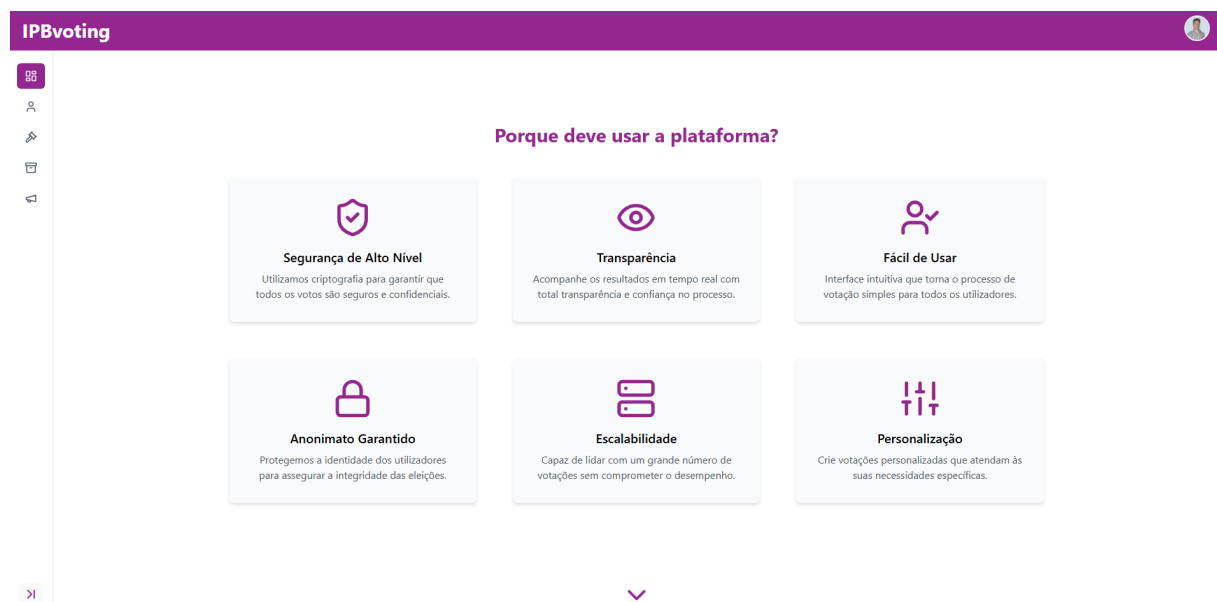 IPBvoting
Porque deve usar a plataforma?
Segurança de Alto Nível
Utilizamos criptografia para garantir que
todos os votos são seguros e confidenciais.
Transparência
Acompanhe os resultados em tempo real com
total transparência e confiança no processo.
Fácil de Usar
Interface intuitiva que torna o processo de
votação simples para todos os utilizadores.
Anonimato Garantido
Protegemos a identidade dos utilizadores
para assegurar a integridade das eleições.
Escalabilidade
Capaz de lidar com um grande número de
votações sem comprometer o desempenho.
Personalização
Crie votações personalizadas que atendam às
suas necessidades específicas.